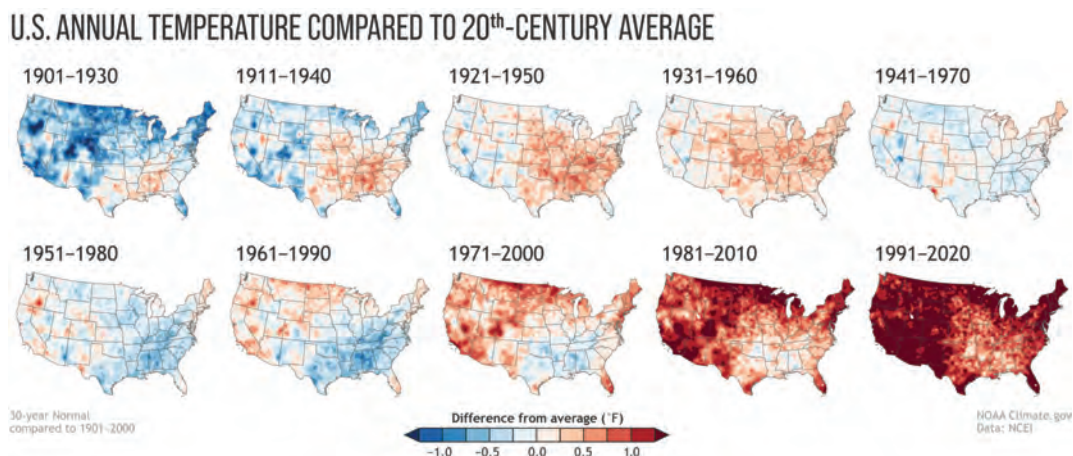 U.S. ANNUAL TEMPERATURE COMPARED TO 20th-CENTURY AVERAGE
1901–1930
1911–1940
1921–1950
1931–1960
1941–1970
1951–1980
1961–1990
1971–2000
1981–2010
1991–2020
30-year Normal
compared to 1901–2000
Difference from average (°F)
-1.0 -0.5 0.0 0.5 1.0
NOAA Climate.gov
Data: NCEI